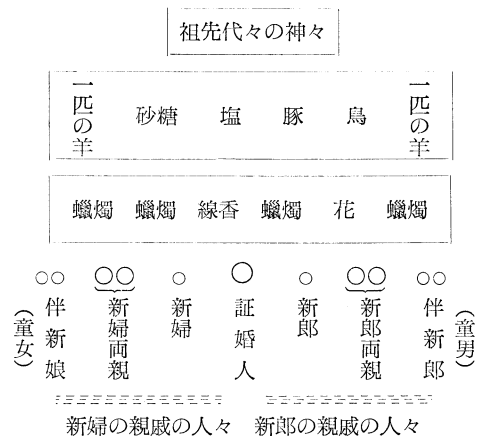 祖先代々の神々
一匹の羊 砂糖 塩 豚 鳥 一匹の羊
蠟燭 蠟燭 線香 蠟燭 花 蠟燭
伴新娘 新婦両親 新婦 証婚人 新郎 新郎両親 伴新郎
（童女） （童男）
新婦の親戚の人々 新郎の親戚の人々